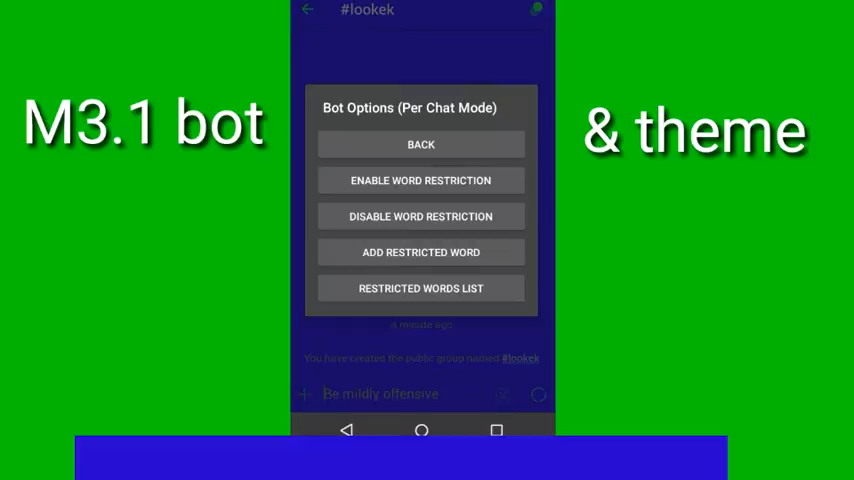 #lookek
M3.1 bot
& theme
Bot Options (Per Chat Mode)
BACK
ENABLE WORD RESTRICTION
DISABLE WORD RESTRICTION
ADD RESTRICTED WORD
RESTRICTED WORDS LIST
a minute ago
You have created the public group named #lookek
Be mildly offensive